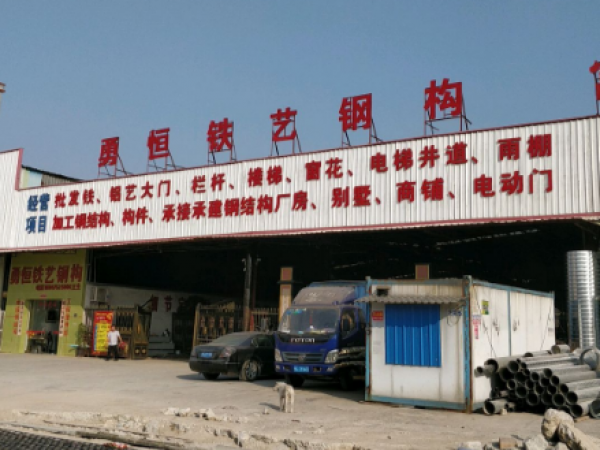 勇恒铁艺钢构
经营项目
批发铁、铝艺大门、栏杆、楼梯、窗花、电梯井道、雨棚
加工钢结构、构件、承接承建钢结构厂房、别墅、商铺、电动门
勇恒铁艺钢构